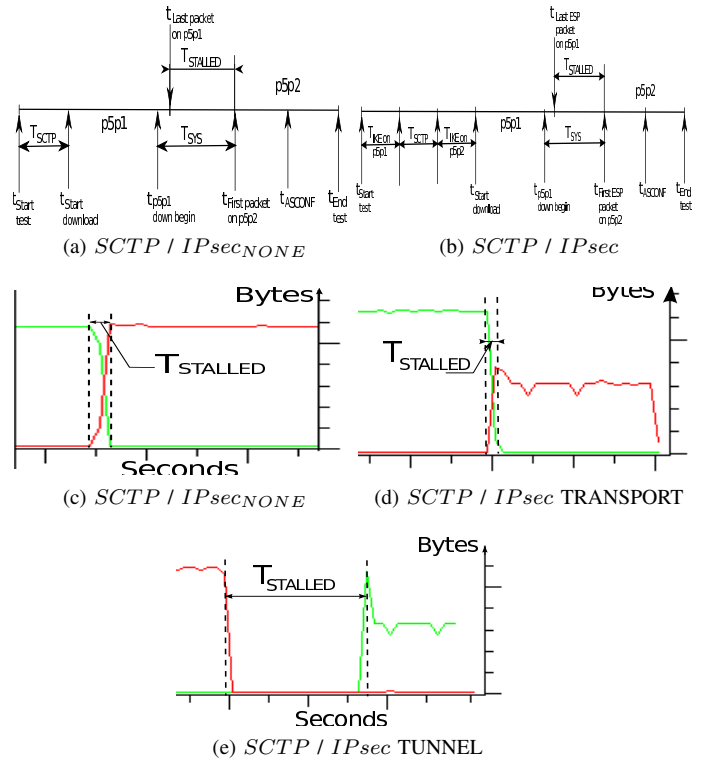 t Last packet
on p5p1
T STALLED
p5p2
p5p1
T SCTP
T SYS
t Start
test
t Start
download
t p5p1
down begin
t First packet
on p5p2
t ASCONF
t End
test
(a) SCTP / IPsec NONE
t Last ESP
packet
on p5p1
T STALLED
p5p2
p5p1
T IKE on
p5p1
T SCTP
T IKE on
p5p2
T SYS
t Start
test
t Start
download
t p5p1
down begin
t First ESP
packet
on p5p2
t ASCONF
t End
test
(b) SCTP / IPsec
Bytes
T STALLED
Seconds
(c) SCTP / IPsec NONE
Bytes
T STALLED
(d) SCTP / IPsec TRANSPORT
Bytes
T STALLED
Seconds
(e) SCTP / IPsec TUNNEL